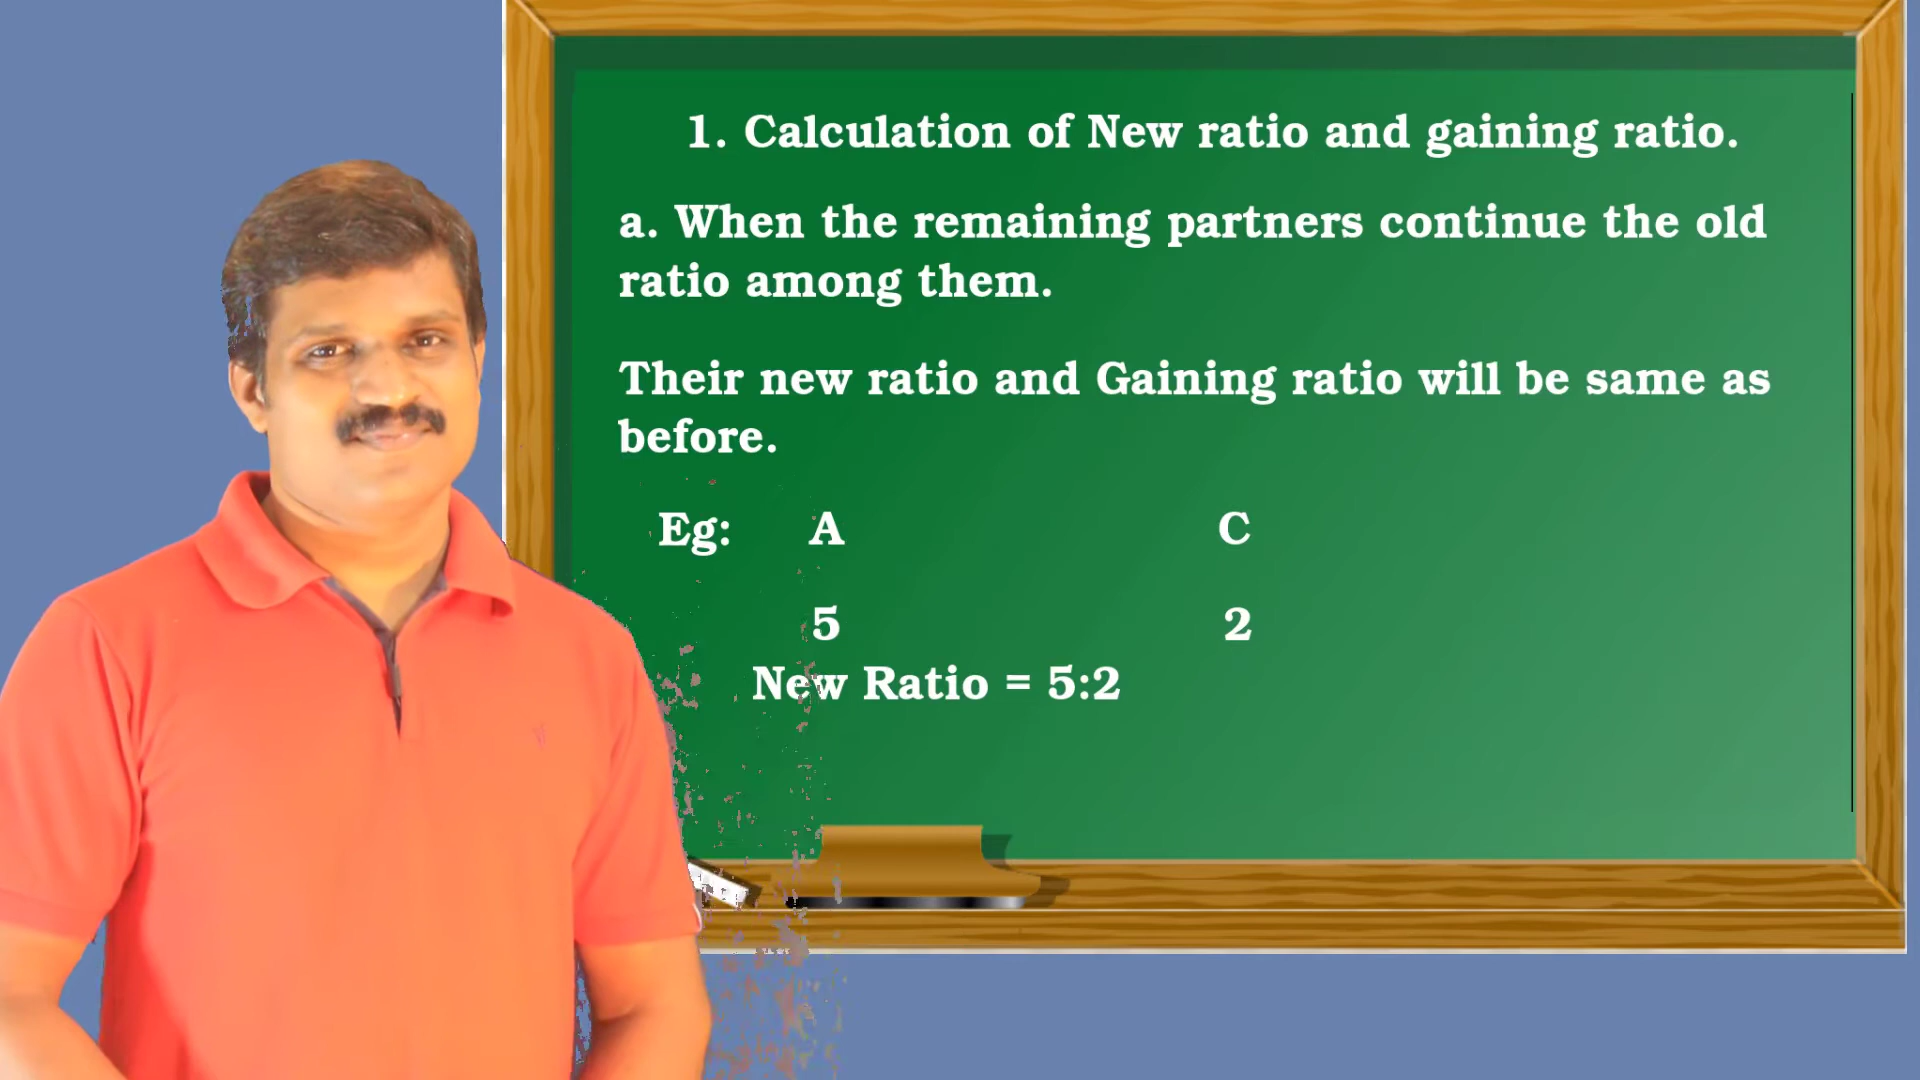 1. Calculation of New ratio and gaining ratio.
a. When the remaining partners continue the old
ratio among them.
Their new ratio and Gaining ratio will be same as
before.
Eg: A C
5 2
New Ratio = 5:2